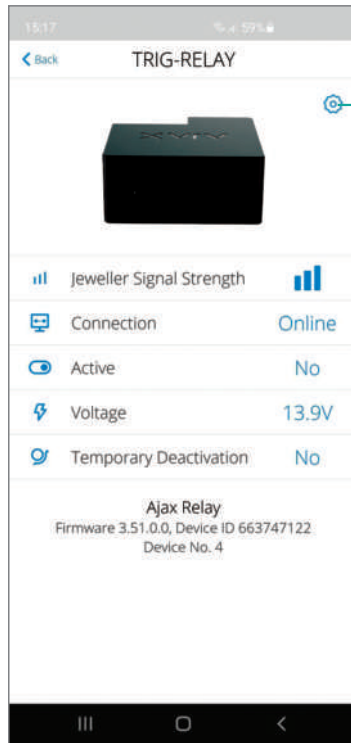 15:17 59%
Back TRIG-RELAY
AJAX
Jeweller Signal Strength
Connection Online
Active No
Voltage 13.9V
Temporary Deactivation No
Ajax Relay
Firmware 3.51.0.0, Device ID 663747122
Device No. 4